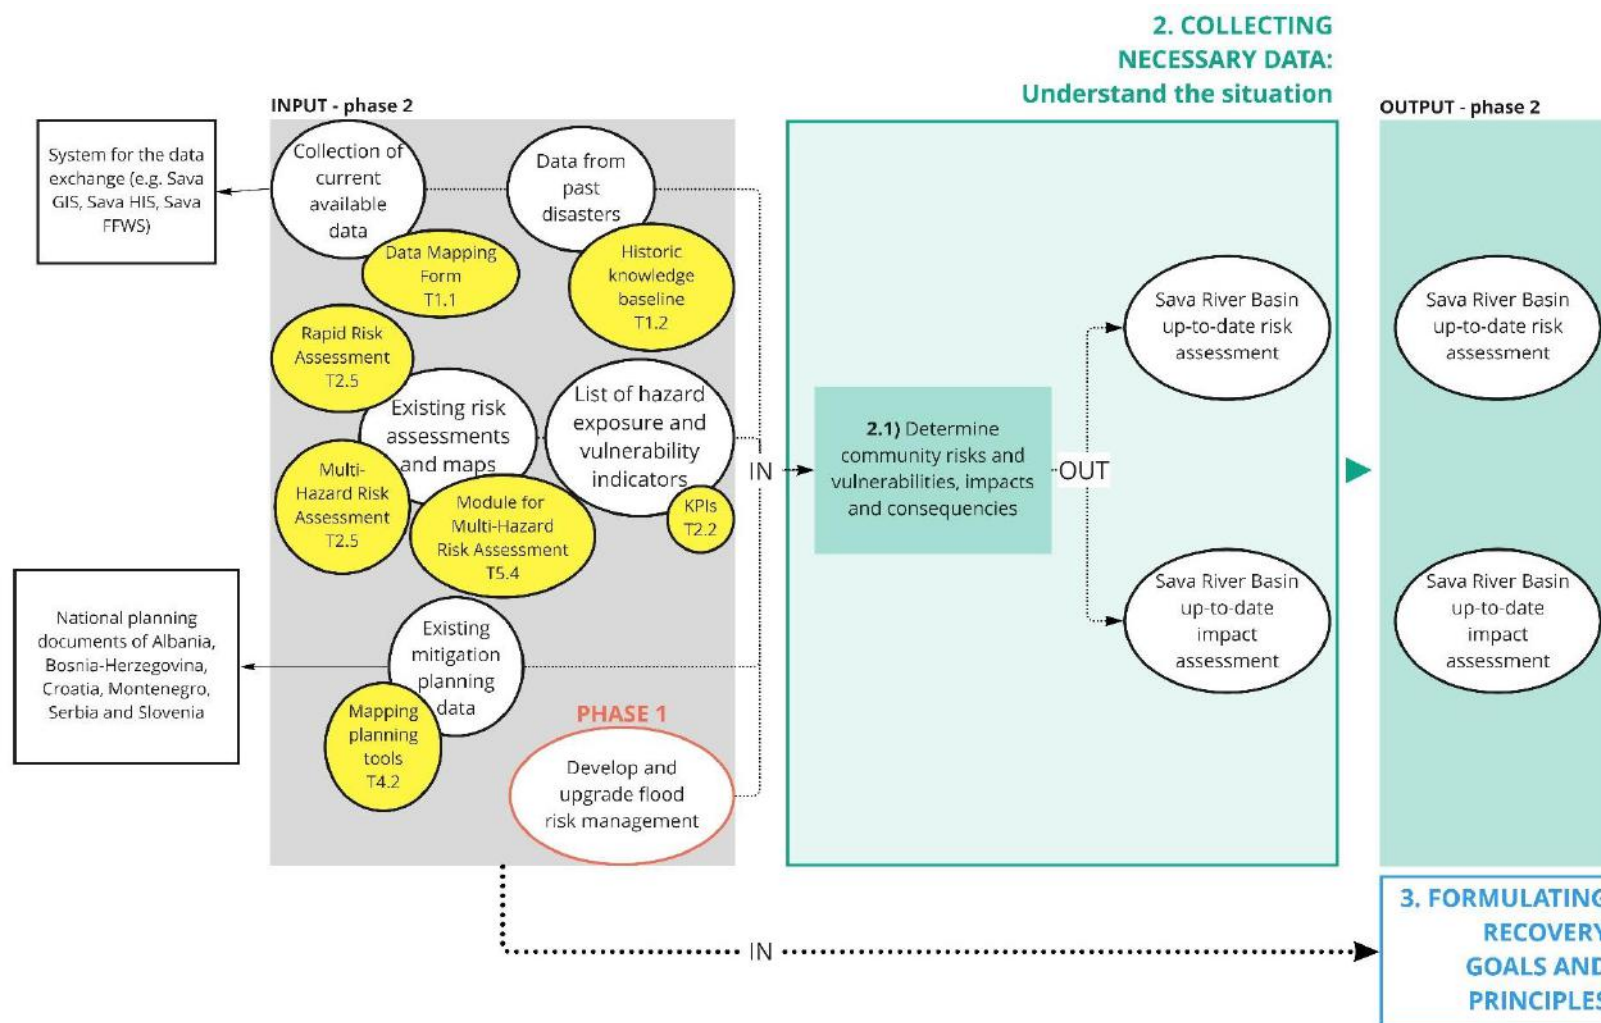 2. COLLECTING
NECESSARY DATA:
Understand the situation
INPUT - phase 2
OUTPUT - phase 2
System for the data
exchange (e.g. Sava
GIS, Sava HIS, Sava
FFWS)
Collection of
current
available
data
Data from
past
disasters
Data Mapping
Form
T1.1
Historic
knowledge
baseline
T1.2
Rapid Risk
Assessment
T2.5
Existing risk
assessments
and maps
List of hazard
exposure and
vulnerability
indicators
Multi-
Hazard Risk
Assessment
T2.5
Module for
Multi-Hazard
Risk Assessment
T5.4
KPIs
T2.2
IN
2.1) Determine
community risks and
vulnerabilities, impacts
and consequencies
OUT
Sava River Basin
up-to-date risk
assessment
Sava River Basin
up-to-date
impact
assessment
Sava River Basin
up-to-date risk
assessment
Sava River Basin
up-to-date
impact
assessment
National planning
documents of Albania,
Bosnia-Herzegovina,
Croatia, Montenegro,
Serbia and Slovenia
Existing
mitigation
planning
data
Mapping
planning
tools
T4.2
PHASE 1
Develop and
upgrade flood
risk management
IN
3. FORMULATING
RECOVERY
GOALS AND
PRINCIPLES